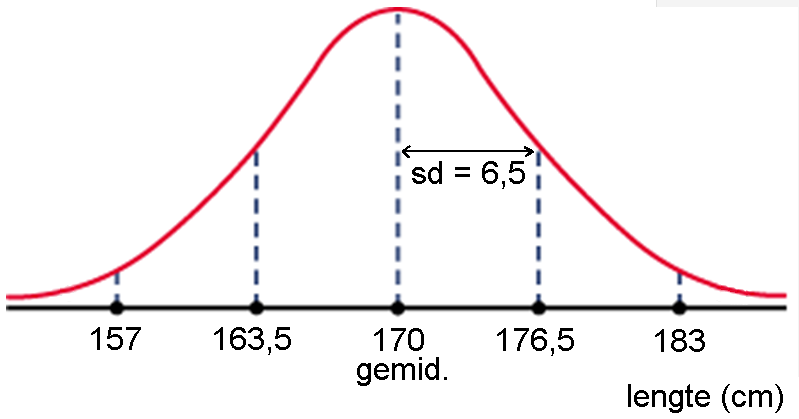 sd = 6,5
157 163,5 170 176,5 183
gemid.
lengte (cm)